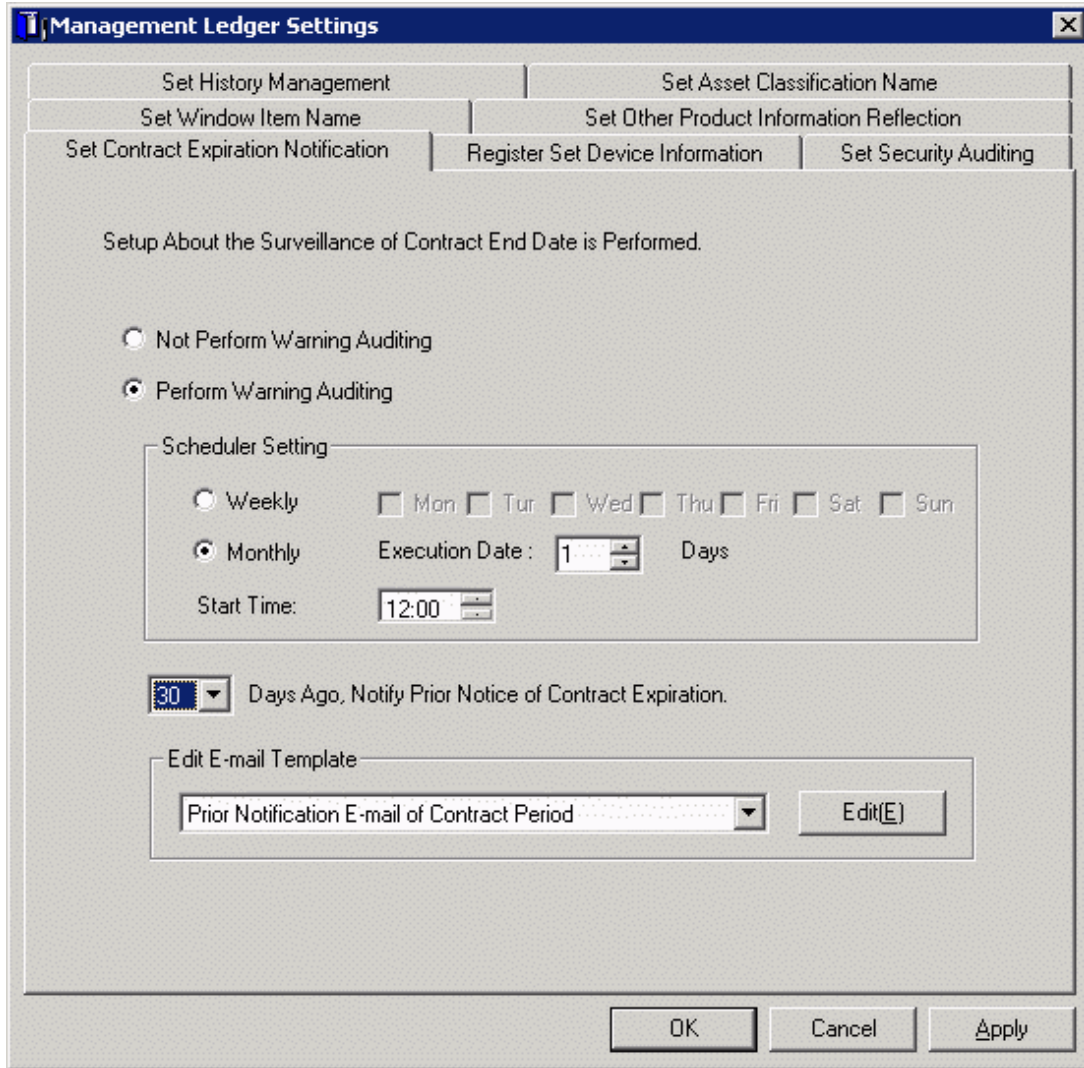 Management Ledger Settings
Set History Management
Set Asset Classification Name
Set Window Item Name
Set Other Product Information Reflection
Set Contract Expiration Notification
Register Set Device Information
Set Security Auditing
Setup About the Surveillance of Contract End Date is Performed.
Not Perform Warning Auditing
Perform Warning Auditing
Scheduler Setting
Weekly Mon Tur Wed Thu Fri Sat Sun
Monthly Execution Date : 1 Days
Start Time: 12:00
30 Days Ago, Notify Prior Notice of Contract Expiration.
Edit E-mail Template
Prior Notification E-mail of Contract Period Edit(E)
OK Cancel Apply